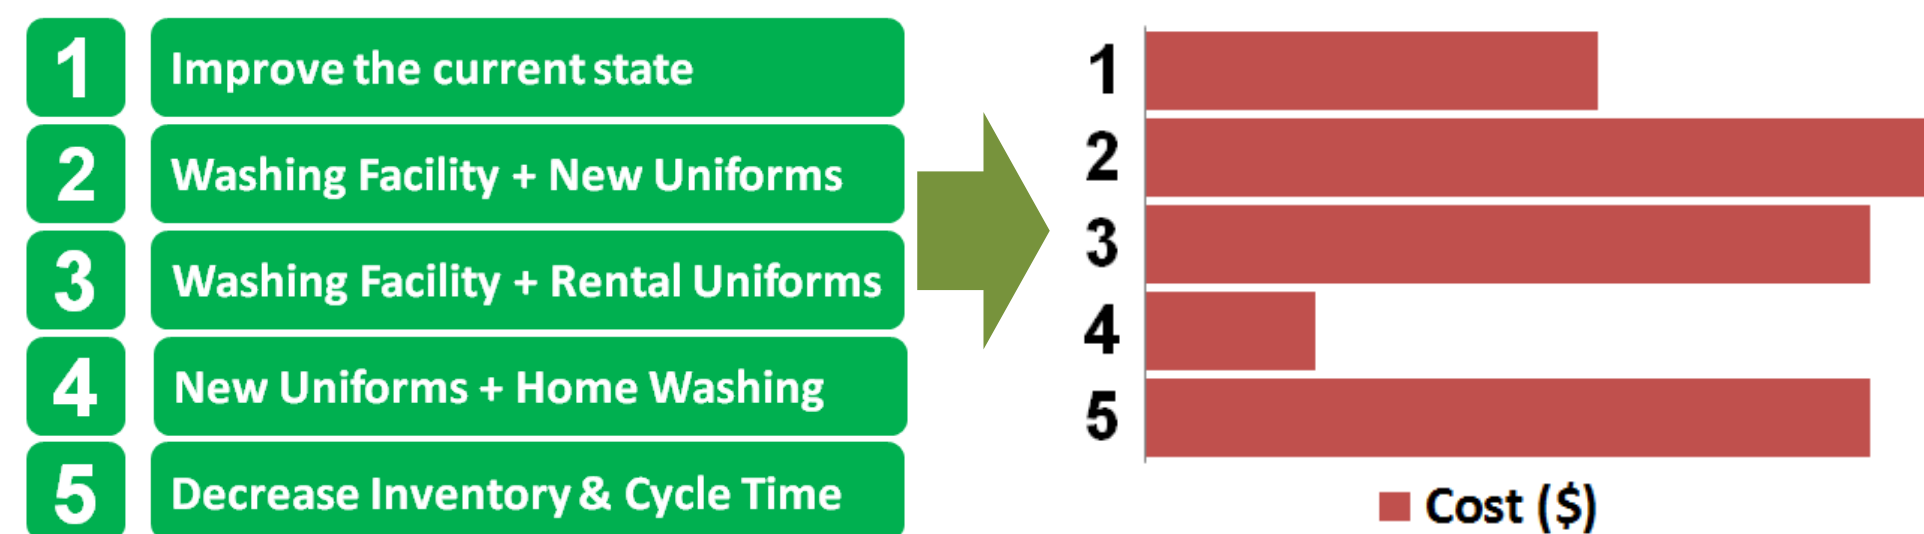 1 Improve the current state
2 Washing Facility + New Uniforms
3 Washing Facility + Rental Uniforms
4 New Uniforms + Home Washing
5 Decrease Inventory & Cycle Time
1
2
3
4
5
Cost ($)